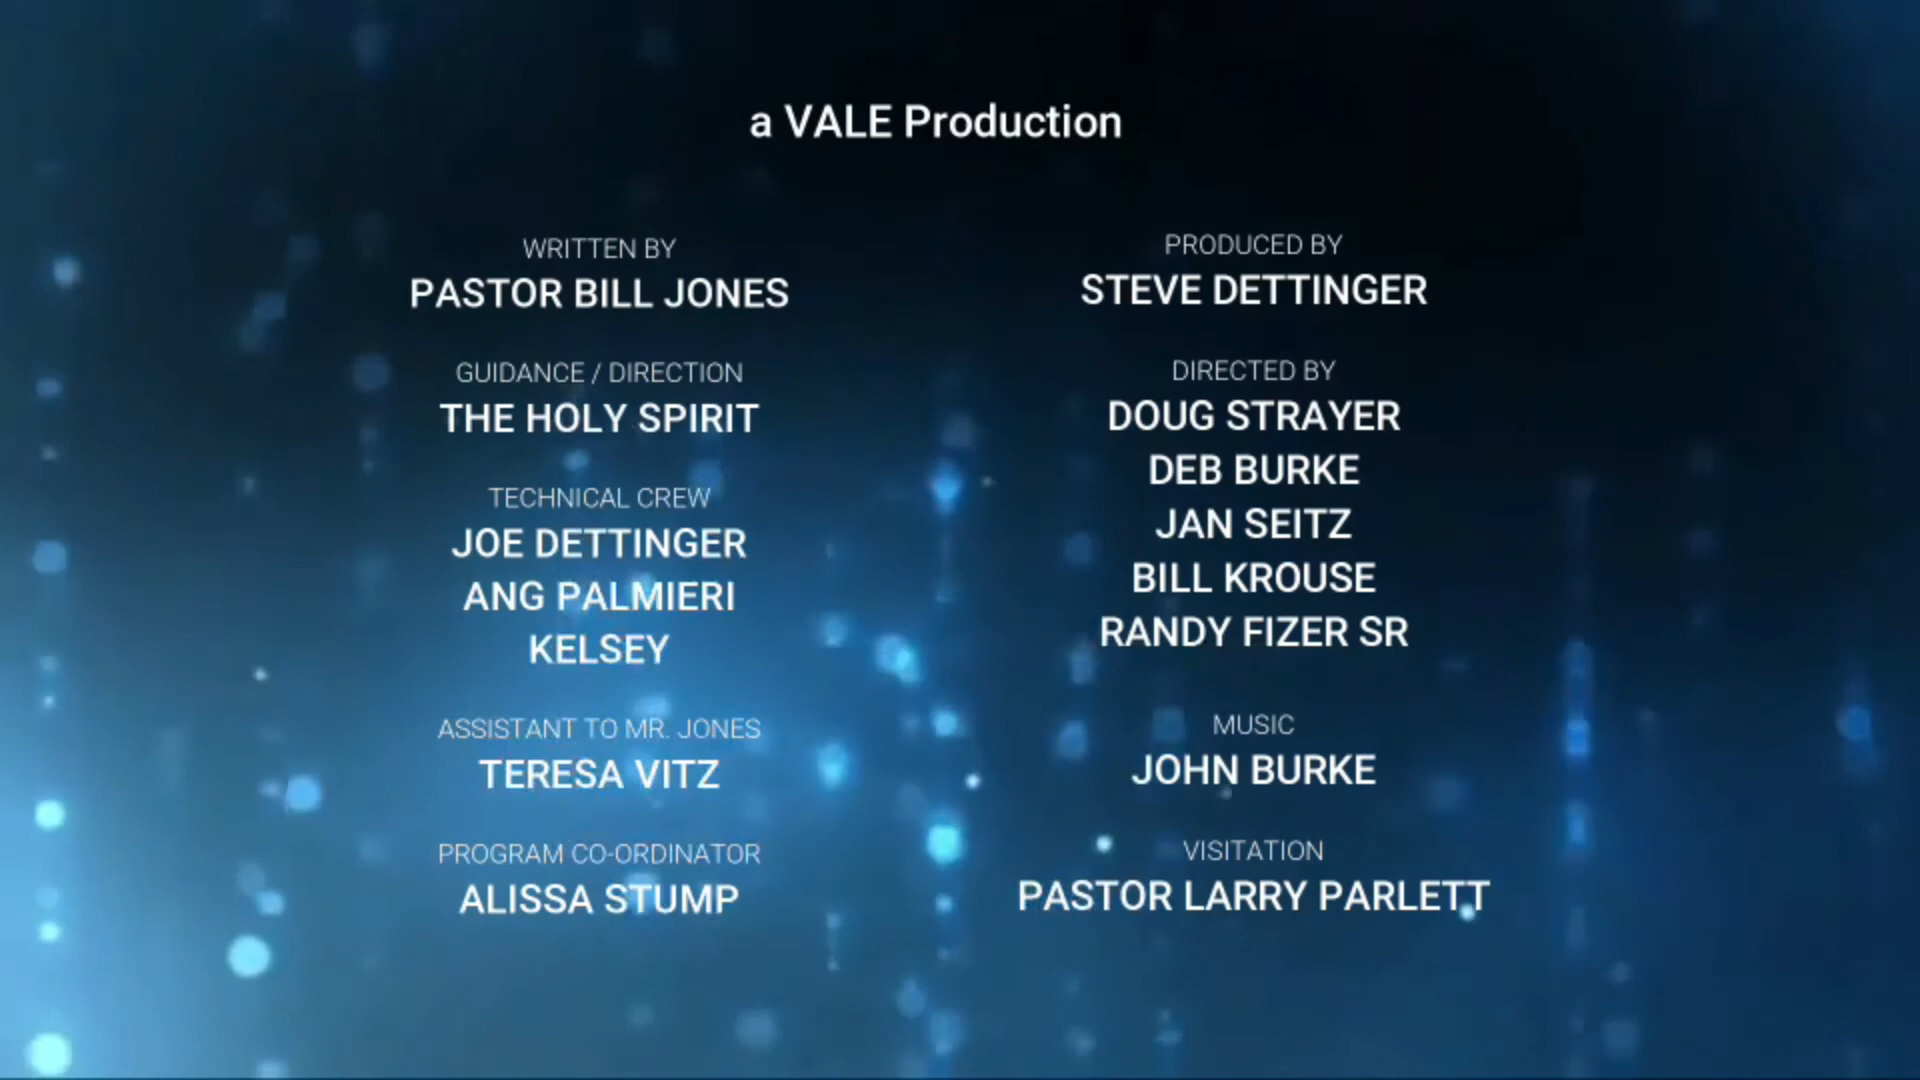 a VALE Production
WRITTEN BY
PASTOR BILL JONES
GUIDANCE / DIRECTION
THE HOLY SPIRIT
TECHNICAL CREW
JOE DETTINGER
ANG PALMIERI
KELSEY
ASSISTANT TO MR. JONES
TERESA VITZ
PROGRAM CO-ORDINATOR
ALISSA STUMP
PRODUCED BY
STEVE DETTINGER
DIRECTED BY
DOUG STRAYER
DEB BURKE
JAN SEITZ
BILL KROUSE
RANDY FIZER SR
MUSIC
JOHN BURKE
VISITATION
PASTOR LARRY PARLETT